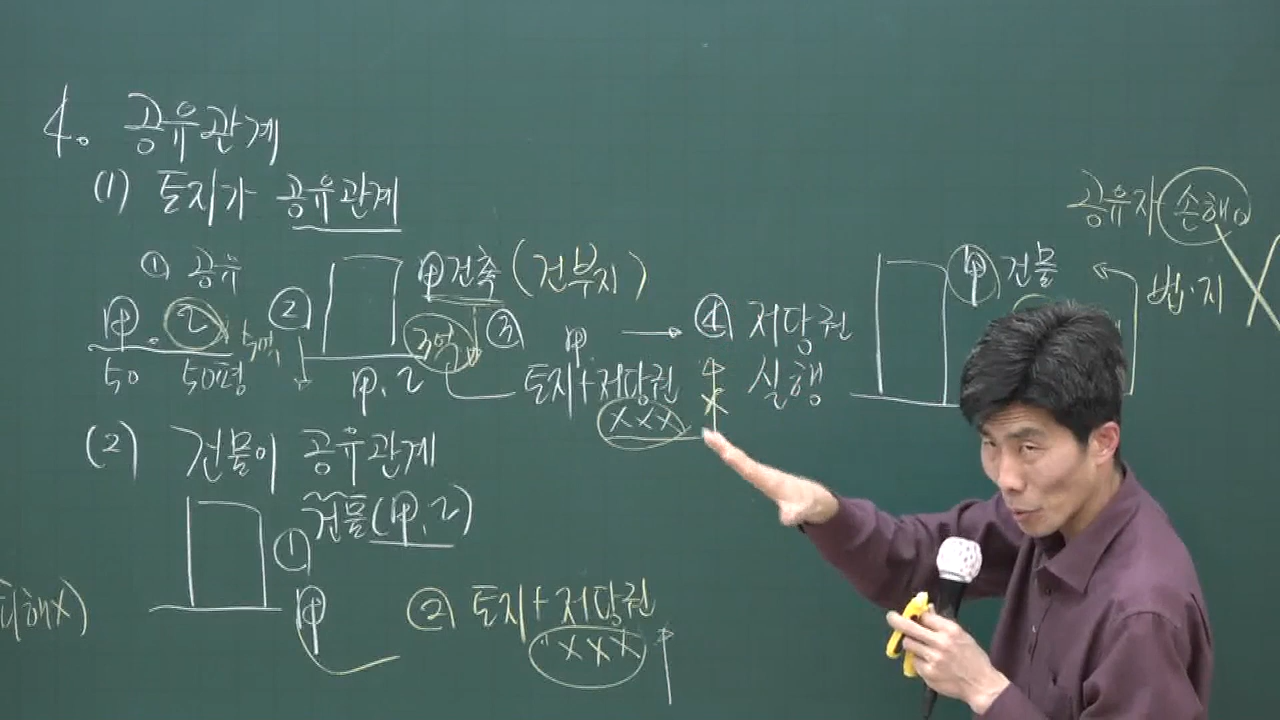 4. 공유관계
(1) 토지가 공유관계
① 공유
甲. 乙
50 50평
②
甲건축 (건부지)
3억 ③
甲, 乙
甲
토지+저당권
XXX
④ 저당권
실행
甲 건물
공유자 손해
법.지 X
(2) 건물이 공유관계
건물(甲.乙)
①
甲
② 토지+저당권
XXX
해X)